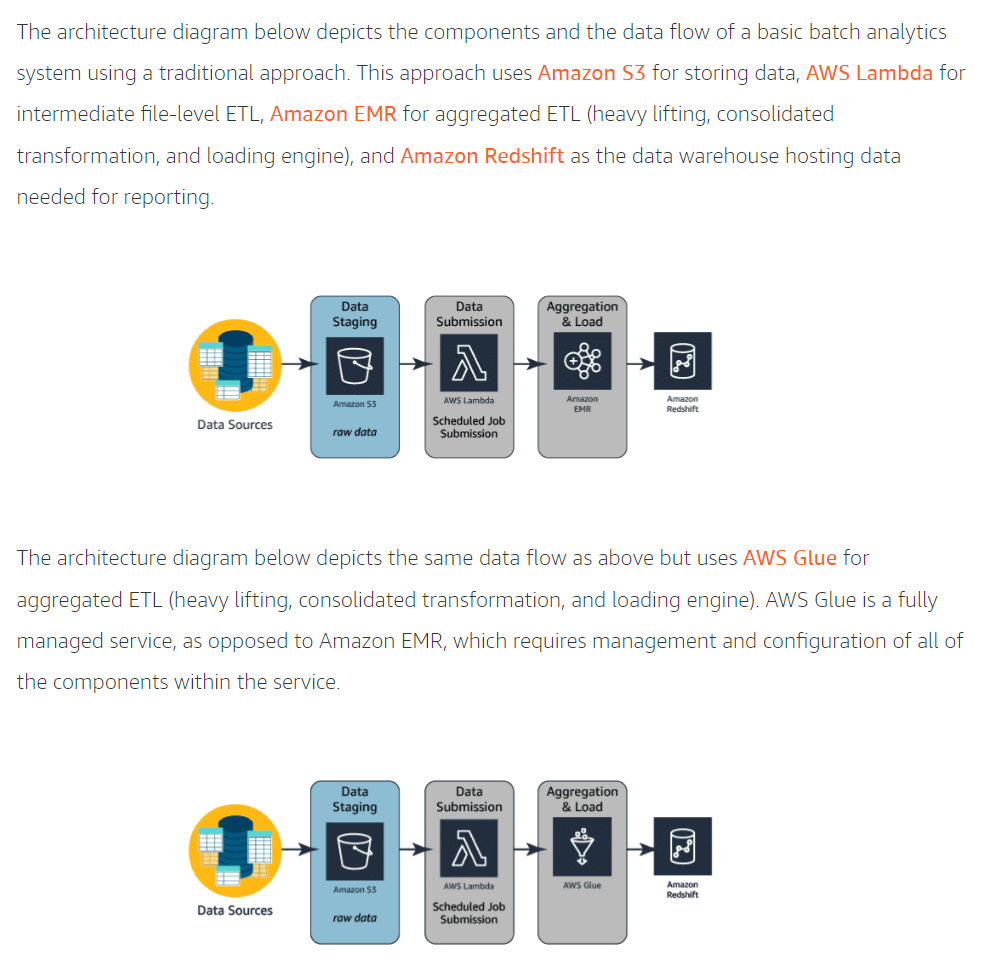 The architecture diagram below depicts the components and the data flow of a basic batch analytics
system using a traditional approach. This approach uses Amazon S3 for storing data, AWS Lambda for
intermediate file-level ETL, Amazon EMR for aggregated ETL (heavy lifting, consolidated
transformation, and loading engine), and Amazon Redshift as the data warehouse hosting data
needed for reporting.
Data Sources
Data
Staging
Amazon S3
raw data
Data
Submission
AWS Lambda
Scheduled Job
Submission
Aggregation
& Load
Amazon
EMR
Amazon
Redshift
The architecture diagram below depicts the same data flow as above but uses AWS Glue for
aggregated ETL (heavy lifting, consolidated transformation, and loading engine). AWS Glue is a fully
managed service, as opposed to Amazon EMR, which requires management and configuration of all of
the components within the service.
Data Sources
Data
Staging
Amazon S3
raw data
Data
Submission
AWS Lambda
Scheduled Job
Submission
Aggregation
& Load
AWS Glue
Amazon
Redshift